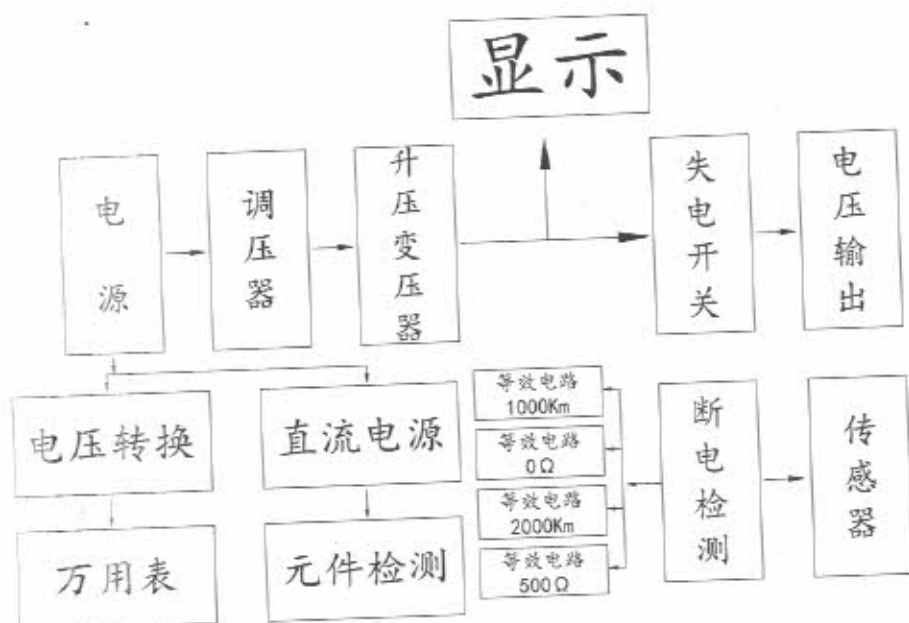 显示
电源
调压器
升压变压器
失电开关
电压输出
电压转换
直流电源
等效电路
1000Km
等效电路
0Ω
等效电路
2000Km
等效电路
500Ω
断电检测
传感器
万用表
元件检测